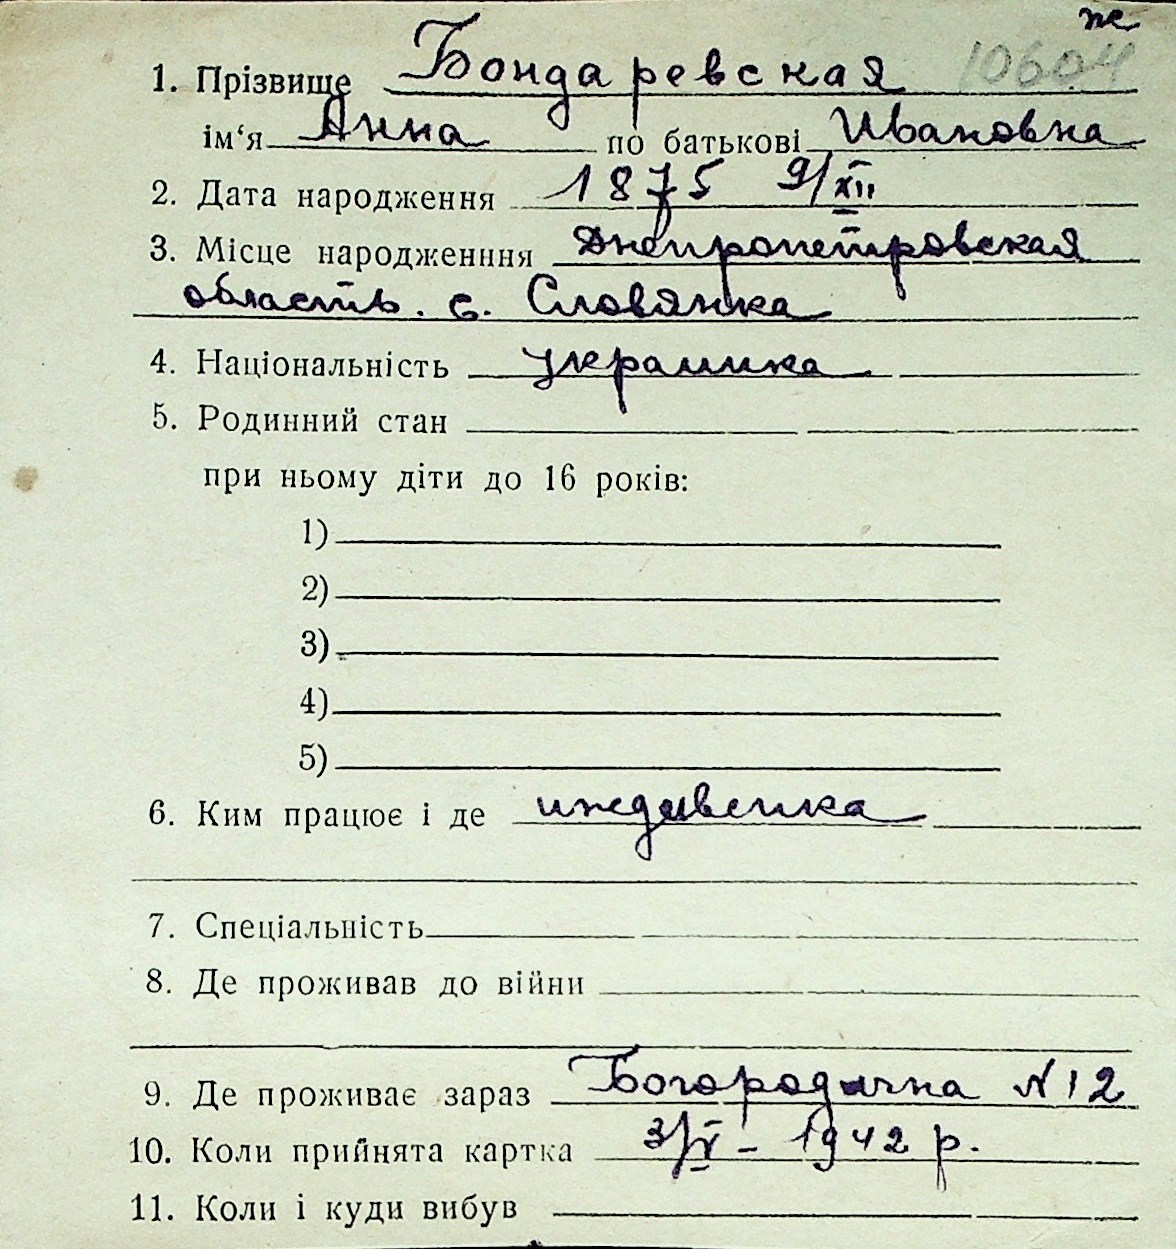 же
1. Прізвище Бондаревская 10604
ім‘я Анна по батькові Ивановна
2. Дата народження 1875 9/XII
3. Місце народженння Днепропетровская
область. с. Словянка
4. Національність украинка
5. Родинний стан
при ньому діти до 16 років:
1)
2)
3)
4)
5)
6. Ким працює і де иждивенка
7. Спеціальність
8. Де проживав до війни
9. Де проживає зараз Богородична N 12
10. Коли прийнята картка 3/V - 1942 р.
11. Коли і куди вибув